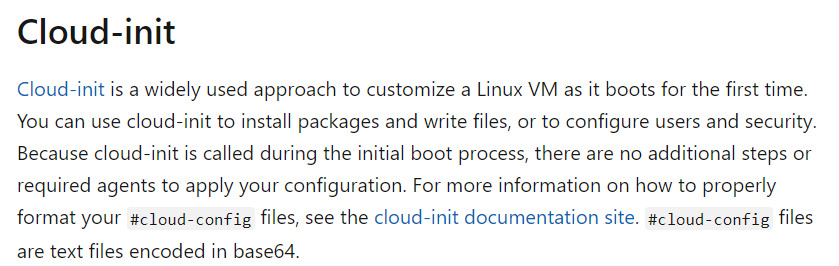 Cloud-init
Cloud-init is a widely used approach to customize a Linux VM as it boots for the first time.
You can use cloud-init to install packages and write files, or to configure users and security.
Because cloud-init is called during the initial boot process, there are no additional steps or
required agents to apply your configuration. For more information on how to properly
format your #cloud-config files, see the cloud-init documentation site. #cloud-config files
are text files encoded in base64.